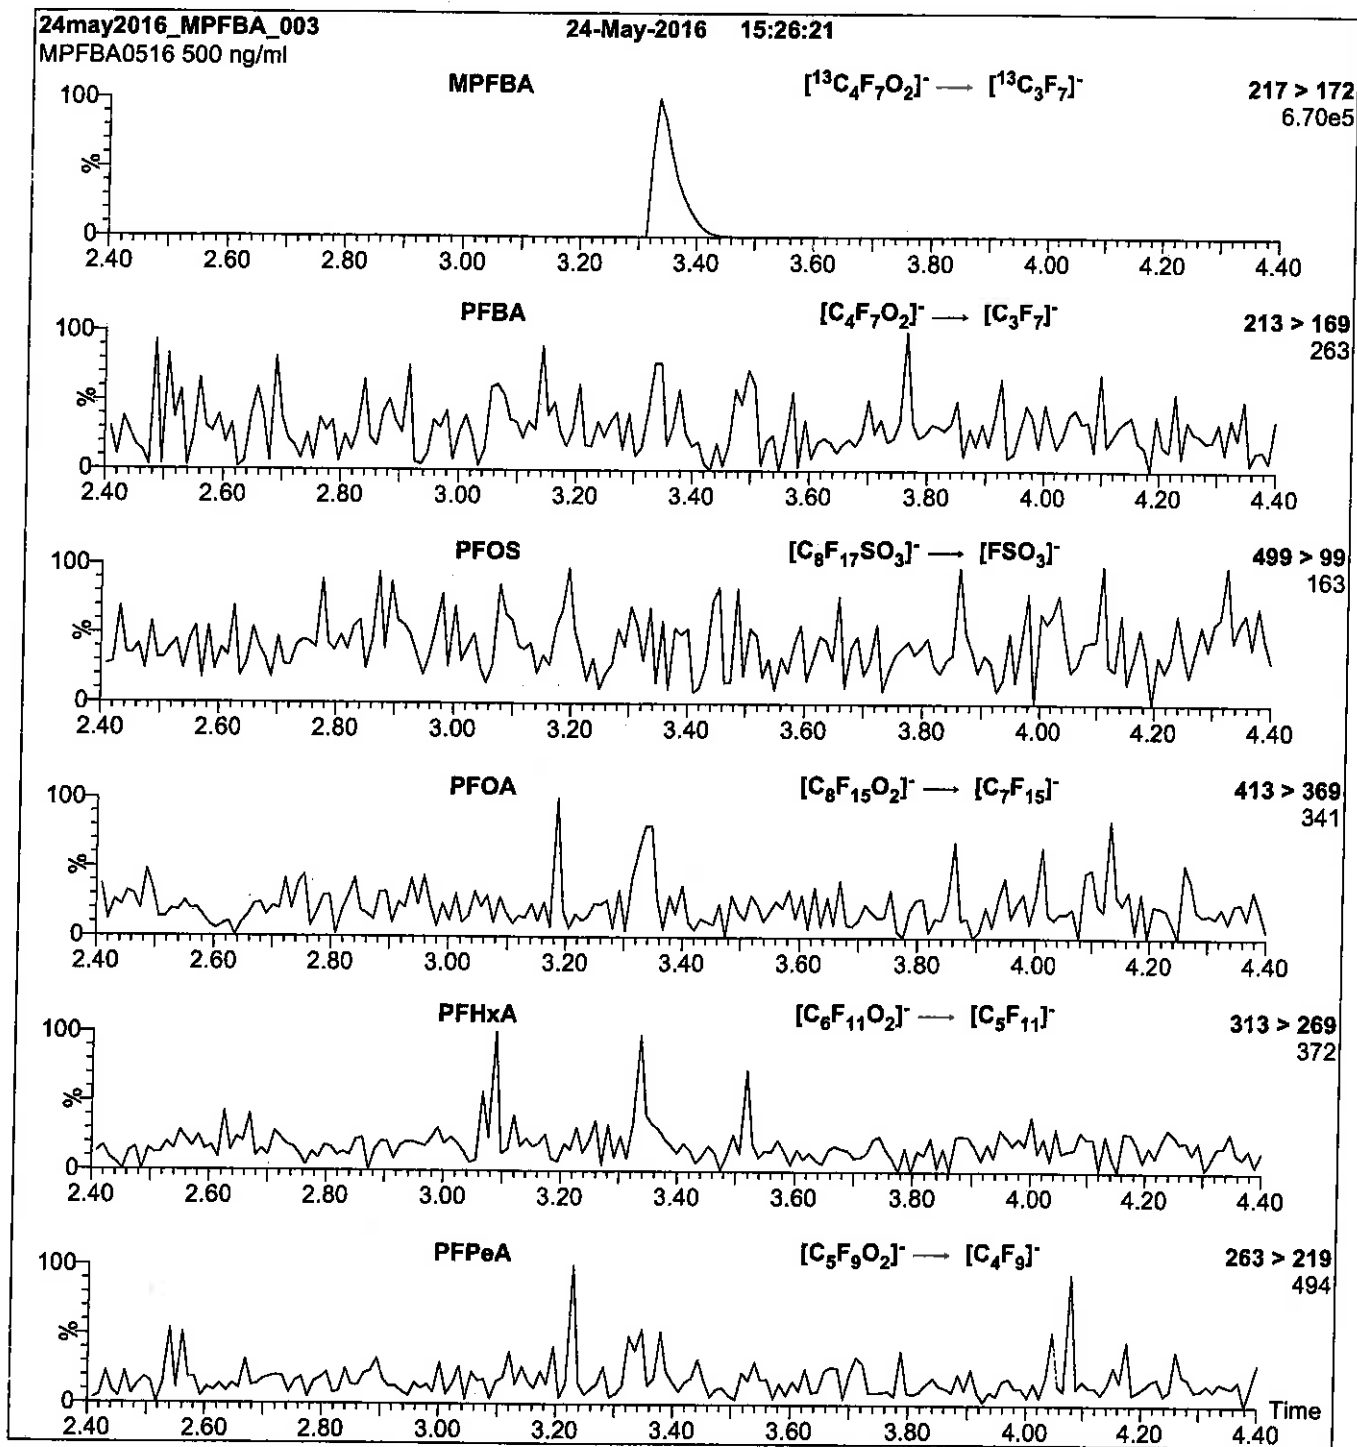 24may2016_MPFBA_003 24-May-2016 15:26:21
MPFBA0516 500 ng/ml
MPFBA [¹³C₄F₇O₂]⁻ → [¹³C₃F₇]⁻ 217 > 172
6.70e5
100
%
0
2.40 2.60 2.80 3.00 3.20 3.40 3.60 3.80 4.00 4.20 4.40
PFBA [C₄F₇O₂]⁻ → [C₃F₇]⁻ 213 > 169
263
100
%
0
2.40 2.60 2.80 3.00 3.20 3.40 3.60 3.80 4.00 4.20 4.40
PFOS [C₈F₁₇SO₃]⁻ → [FSO₃]⁻ 499 > 99
163
100
%
0
2.40 2.60 2.80 3.00 3.20 3.40 3.60 3.80 4.00 4.20 4.40
PFOA [C₈F₁₅O₂]⁻ → [C₇F₁₅]⁻ 413 > 369
341
100
%
0
2.40 2.60 2.80 3.00 3.20 3.40 3.60 3.80 4.00 4.20 4.40
PFHxA [C₆F₁₁O₂]⁻ → [C₅F₁₁]⁻ 313 > 269
372
100
%
0
2.40 2.60 2.80 3.00 3.20 3.40 3.60 3.80 4.00 4.20 4.40
PFPeA [C₅F₉O₂]⁻ → [C₄F₉]⁻ 263 > 219
494
100
%
0
Time
2.40 2.60 2.80 3.00 3.20 3.40 3.60 3.80 4.00 4.20 4.40